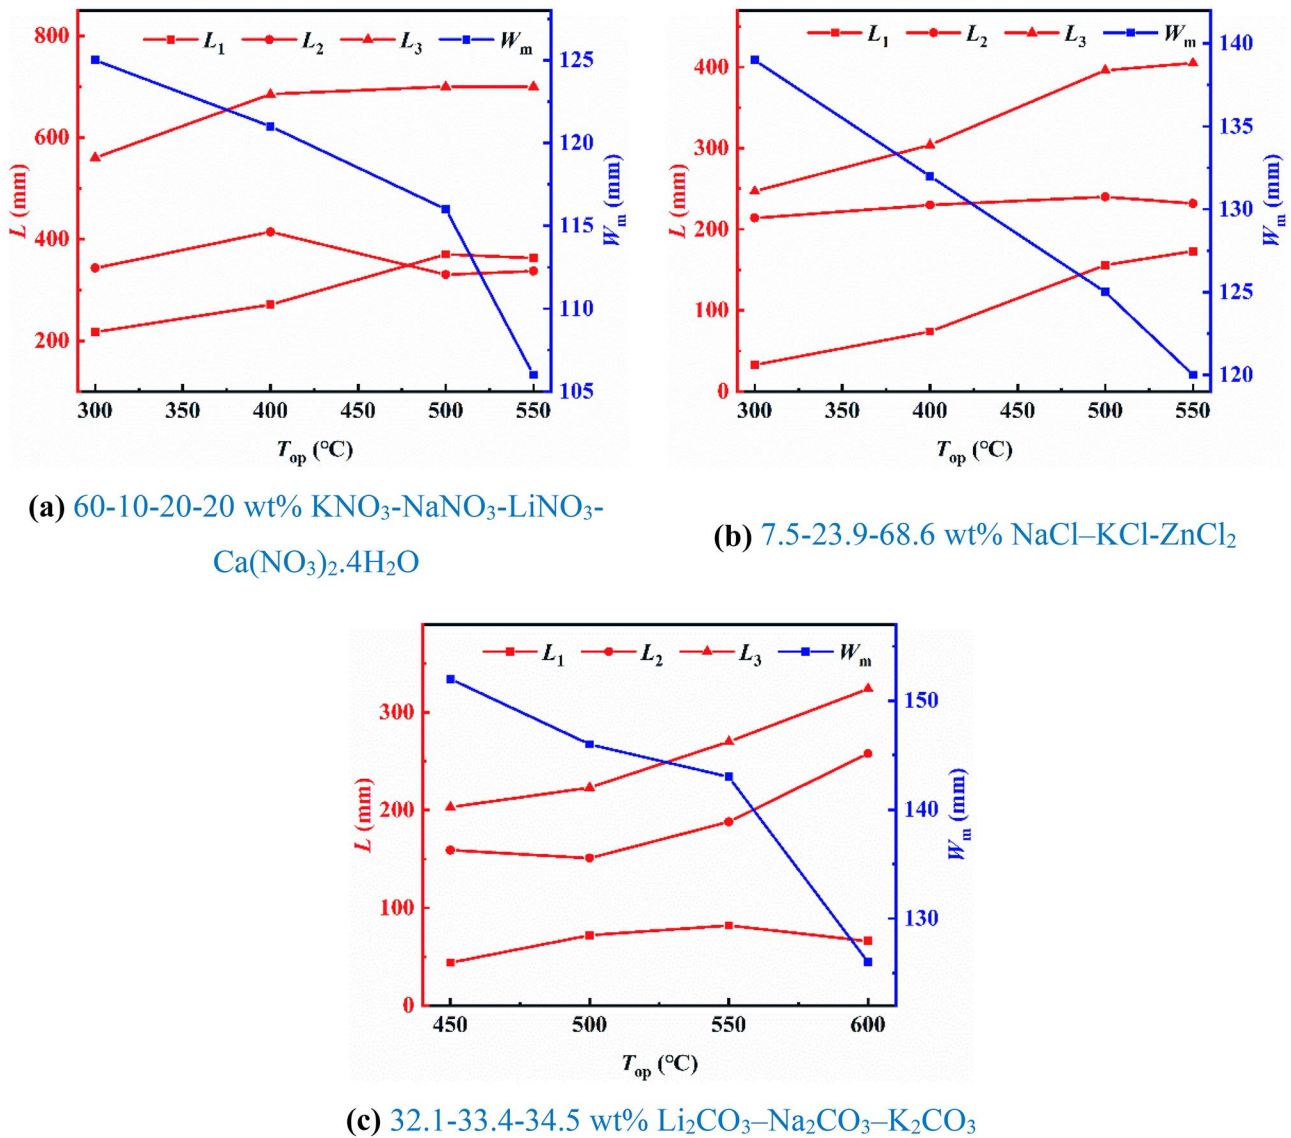 L1 L2 L3 Wm
800
600
400
200
L (mm)
125
120
115
110
105
Wm (mm)
300 350 400 450 500 550
Top (°C)
(a) 60-10-20-20 wt% KNO3-NaNO3-LiNO3-
Ca(NO3)2.4H2O
L1 L2 L3 Wm
400
300
200
100
0
L (mm)
140
135
130
125
120
Wm (mm)
300 350 400 450 500 550
Top (°C)
(b) 7.5-23.9-68.6 wt% NaCl–KCl-ZnCl2
L1 L2 L3 Wm
300
200
100
0
L (mm)
150
140
130
Wm (mm)
450 500 550 600
Top (°C)
(c) 32.1-33.4-34.5 wt% Li2CO3–Na2CO3–K2CO3